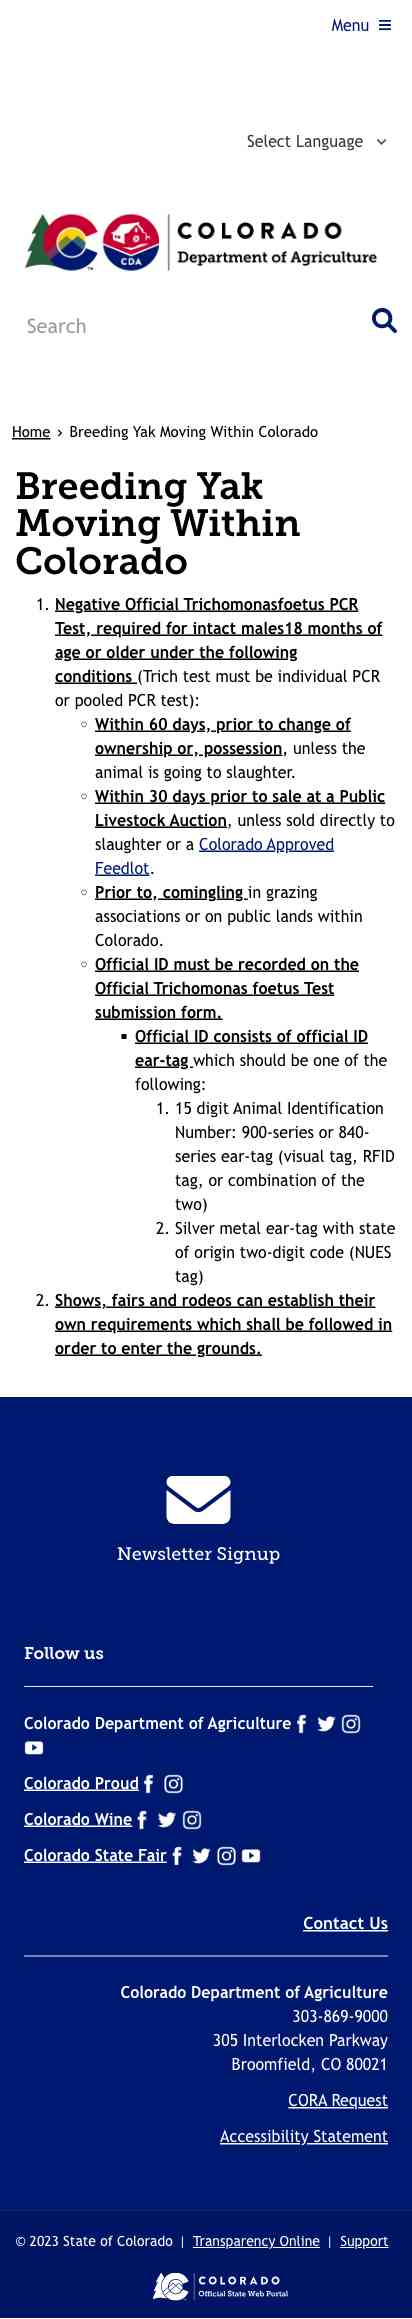 Menu
Select Language
CDA
COLORADO
Department of Agriculture
TM
Search
Home › Breeding Yak Moving Within Colorado
Breeding Yak
Moving Within
Colorado
1. Negative Official Trichomonasfoetus PCR
Test, required for intact males18 months of
age or older under the following
conditions (Trich test must be individual PCR
or pooled PCR test):
○ Within 60 days, prior to change of
ownership or, possession, unless the
animal is going to slaughter.
○ Within 30 days prior to sale at a Public
Livestock Auction, unless sold directly to
slaughter or a Colorado Approved
Feedlot.
○ Prior to, comingling in grazing
associations or on public lands within
Colorado.
○ Official ID must be recorded on the
Official Trichomonas foetus Test
submission form.
▪ Official ID consists of official ID
ear-tag which should be one of the
following:
1. 15 digit Animal Identification
Number: 900-series or 840-
series ear-tag (visual tag, RFID
tag, or combination of the
two)
2. Silver metal ear-tag with state
of origin two-digit code (NUES
tag)
2. Shows, fairs and rodeos can establish their
own requirements which shall be followed in
order to enter the grounds.
Newsletter Signup
Follow us
Colorado Department of Agriculture
Colorado Proud
Colorado Wine
Colorado State Fair
Contact Us
Colorado Department of Agriculture
303-869-9000
305 Interlocken Parkway
Broomfield, CO 80021
CORA Request
Accessibility Statement
© 2023 State of Colorado | Transparency Online | Support
COLORADO
Official State Web Portal